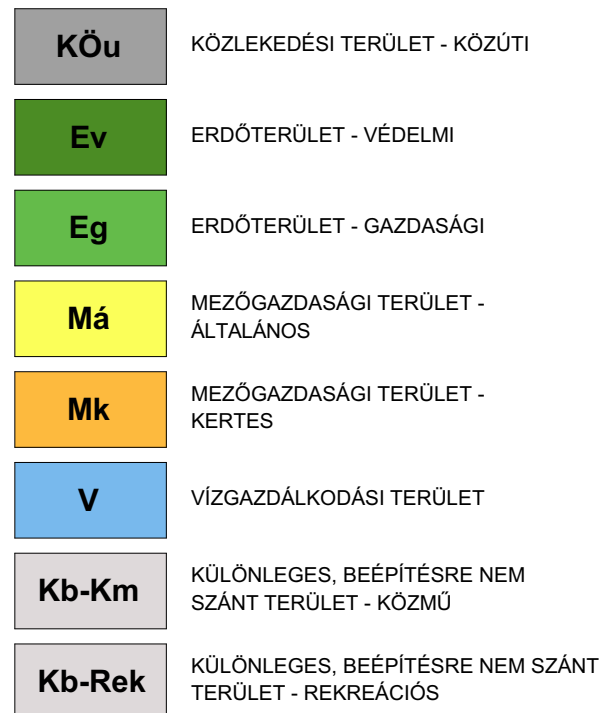 KÖu KÖZLEKEDÉSI TERÜLET - KÖZÚTI
Ev ERDŐTERÜLET - VÉDELMI
Eg ERDŐTERÜLET - GAZDASÁGI
Má MEZŐGAZDASÁGI TERÜLET -
ÁLTALÁNOS
Mk MEZŐGAZDASÁGI TERÜLET -
KERTES
V VÍZGAZDÁLKODÁSI TERÜLET
Kb-Km KÜLÖNLEGES, BEÉPÍTÉSRE NEM
SZÁNT TERÜLET - KÖZMŰ
Kb-Rek KÜLÖNLEGES, BEÉPÍTÉSRE NEM SZÁNT
TERÜLET - REKREÁCIÓS